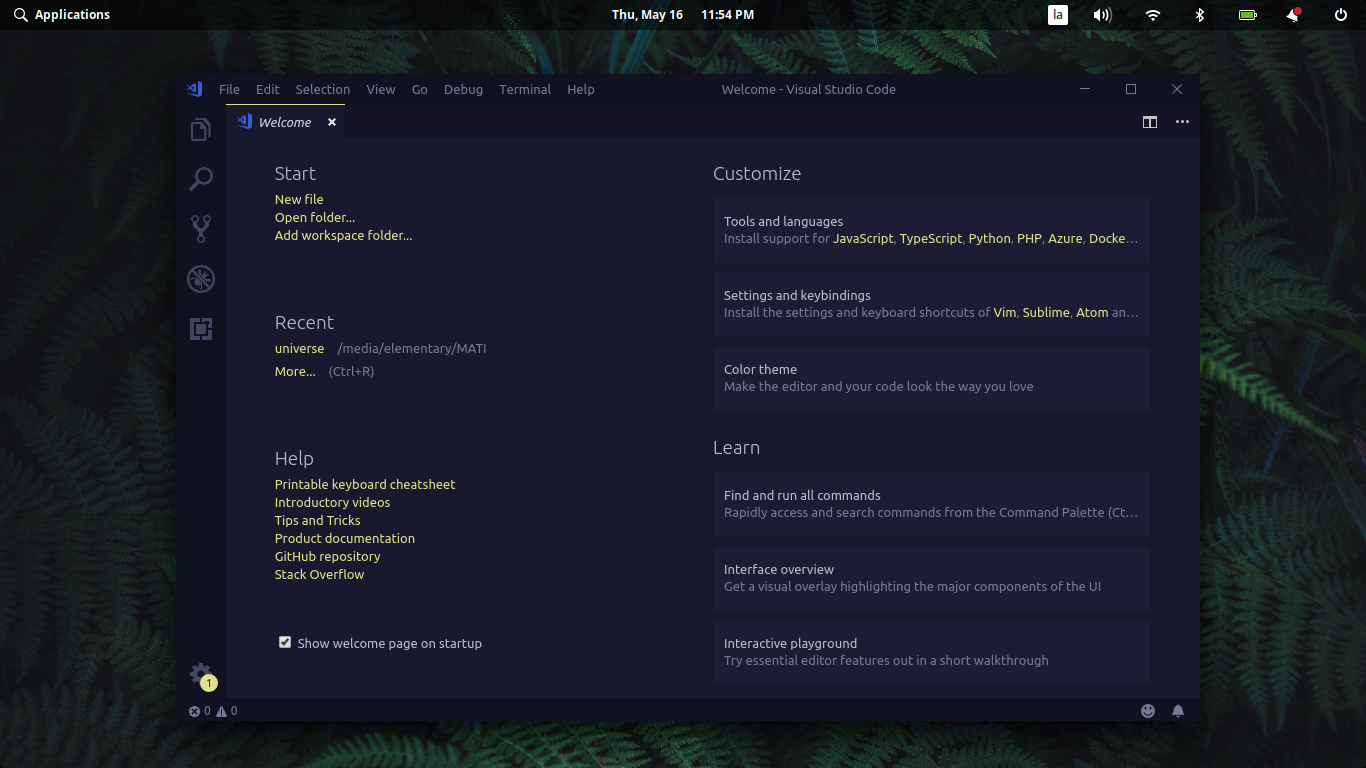 Applications
Thu, May 16 11:54 PM
la
File Edit Selection View Go Debug Terminal Help
Welcome - Visual Studio Code
Welcome
Start
New file
Open folder...
Add workspace folder...
Recent
universe /media/elementary/MATI
More... (Ctrl+R)
Help
Printable keyboard cheatsheet
Introductory videos
Tips and Tricks
Product documentation
GitHub repository
Stack Overflow
Show welcome page on startup
Customize
Tools and languages
Install support for JavaScript, TypeScript, Python, PHP, Azure, Docke…
Settings and keybindings
Install the settings and keyboard shortcuts of Vim, Sublime, Atom an…
Color theme
Make the editor and your code look the way you love
Learn
Find and run all commands
Rapidly access and search commands from the Command Palette (Ct…
Interface overview
Get a visual overlay highlighting the major components of the UI
Interactive playground
Try essential editor features out in a short walkthrough
1
0 0